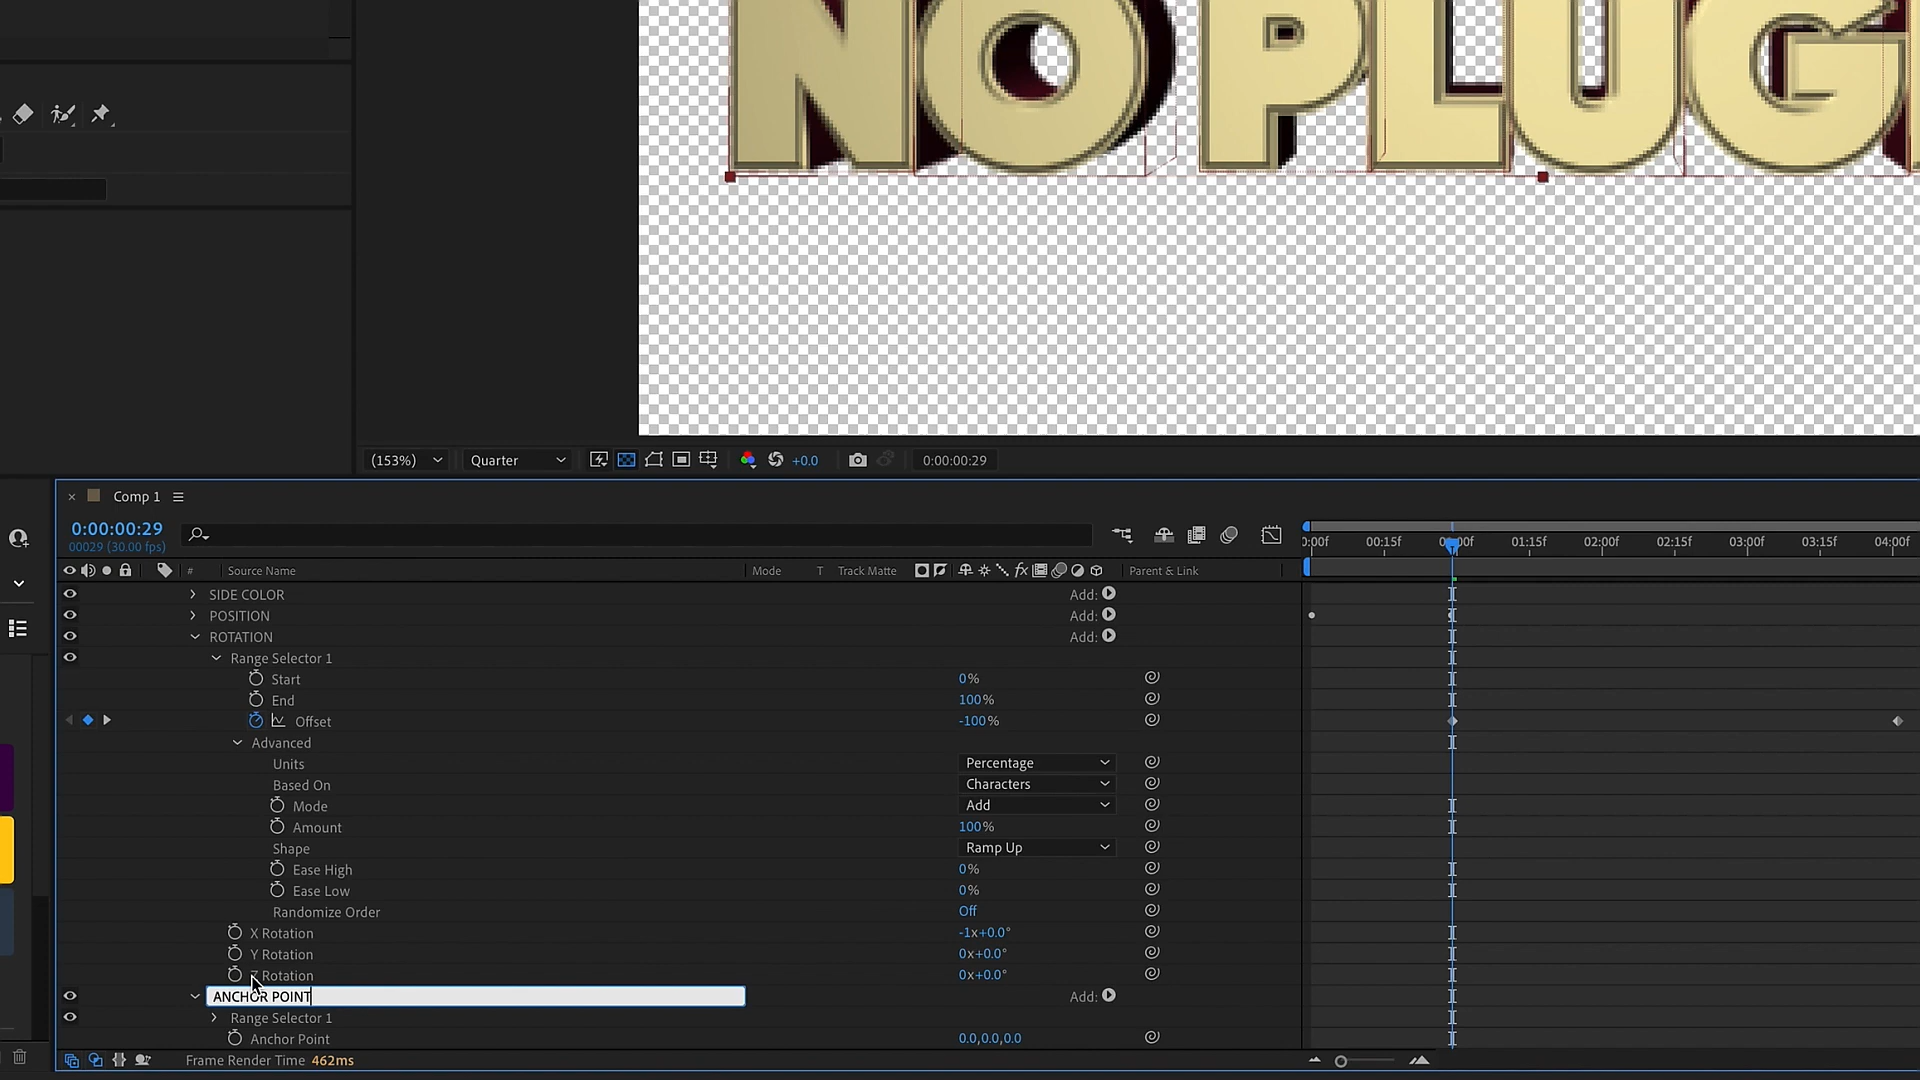 NO PLUG
(153%) Quarter +0.0 0:00:00:29
Comp 1
0:00:00:29
00029 (30.00 fps)
0:00f 00:15f 01:00f 01:15f 02:00f 02:15f 03:00f 03:15f 04:00f
# Source Name Mode T Track Matte fx Parent & Link
SIDE COLOR Add:
POSITION Add:
ROTATION Add:
Range Selector 1
Start 0%
End 100%
Offset -100%
Advanced
Units Percentage
Based On Characters
Mode Add
Amount 100%
Shape Ramp Up
Ease High 0%
Ease Low 0%
Randomize Order Off
X Rotation -1x+0.0°
Y Rotation 0x+0.0°
Z Rotation 0x+0.0°
ANCHOR POINT Add:
Range Selector 1
Anchor Point 0.0,0.0,0.0
Frame Render Time 462ms